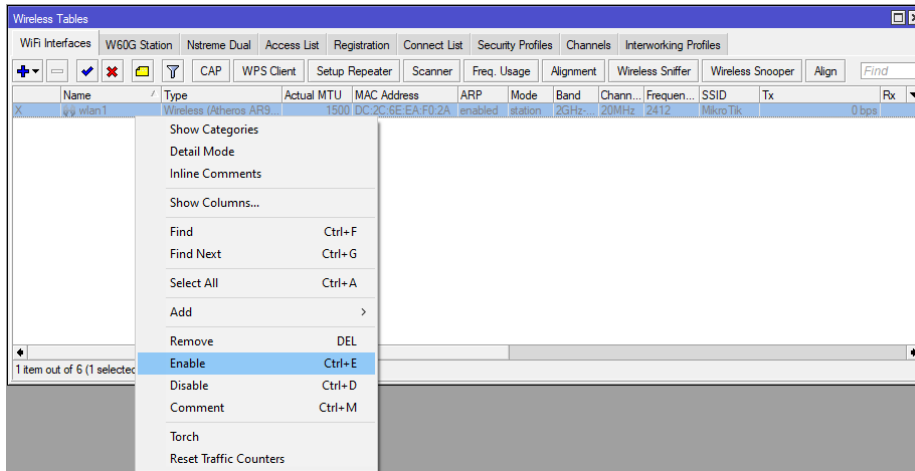 Wireless Tables
WiFi Interfaces W60G Station Nstreme Dual Access List Registration Connect List Security Profiles Channels Interworking Profiles
CAP WPS Client Setup Repeater Scanner Freq. Usage Alignment Wireless Sniffer Wireless Snooper Align Find
Name / Type Actual MTU MAC Address ARP Mode Band Chann... Frequen... SSID Tx Rx
X wlan1 Wireless (Atheros AR9... 1500 DC:2C:6E:EA:F0:2A enabled station 2GHz-... 20MHz 2412 MikroTik 0 bps
Show Categories
Detail Mode
Inline Comments
Show Columns...
Find Ctrl+F
Find Next Ctrl+G
Select All Ctrl+A
Add >
Remove DEL
Enable Ctrl+E
1 item out of 6 (1 selected
Disable Ctrl+D
Comment Ctrl+M
Torch
Reset Traffic Counters